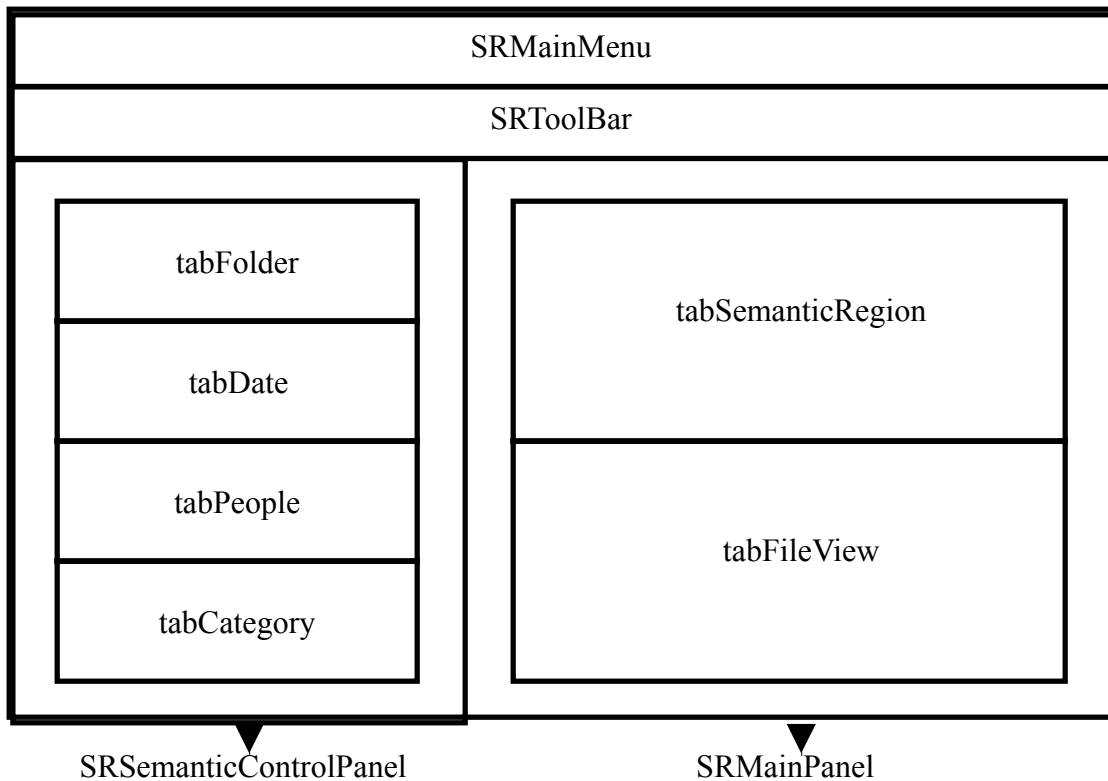 SRMainMenu
SRToolBar
tabFolder
tabDate
tabPeople
tabCategory
tabSemanticRegion
tabFileView
SRSemanticControlPanel
SRMainPanel